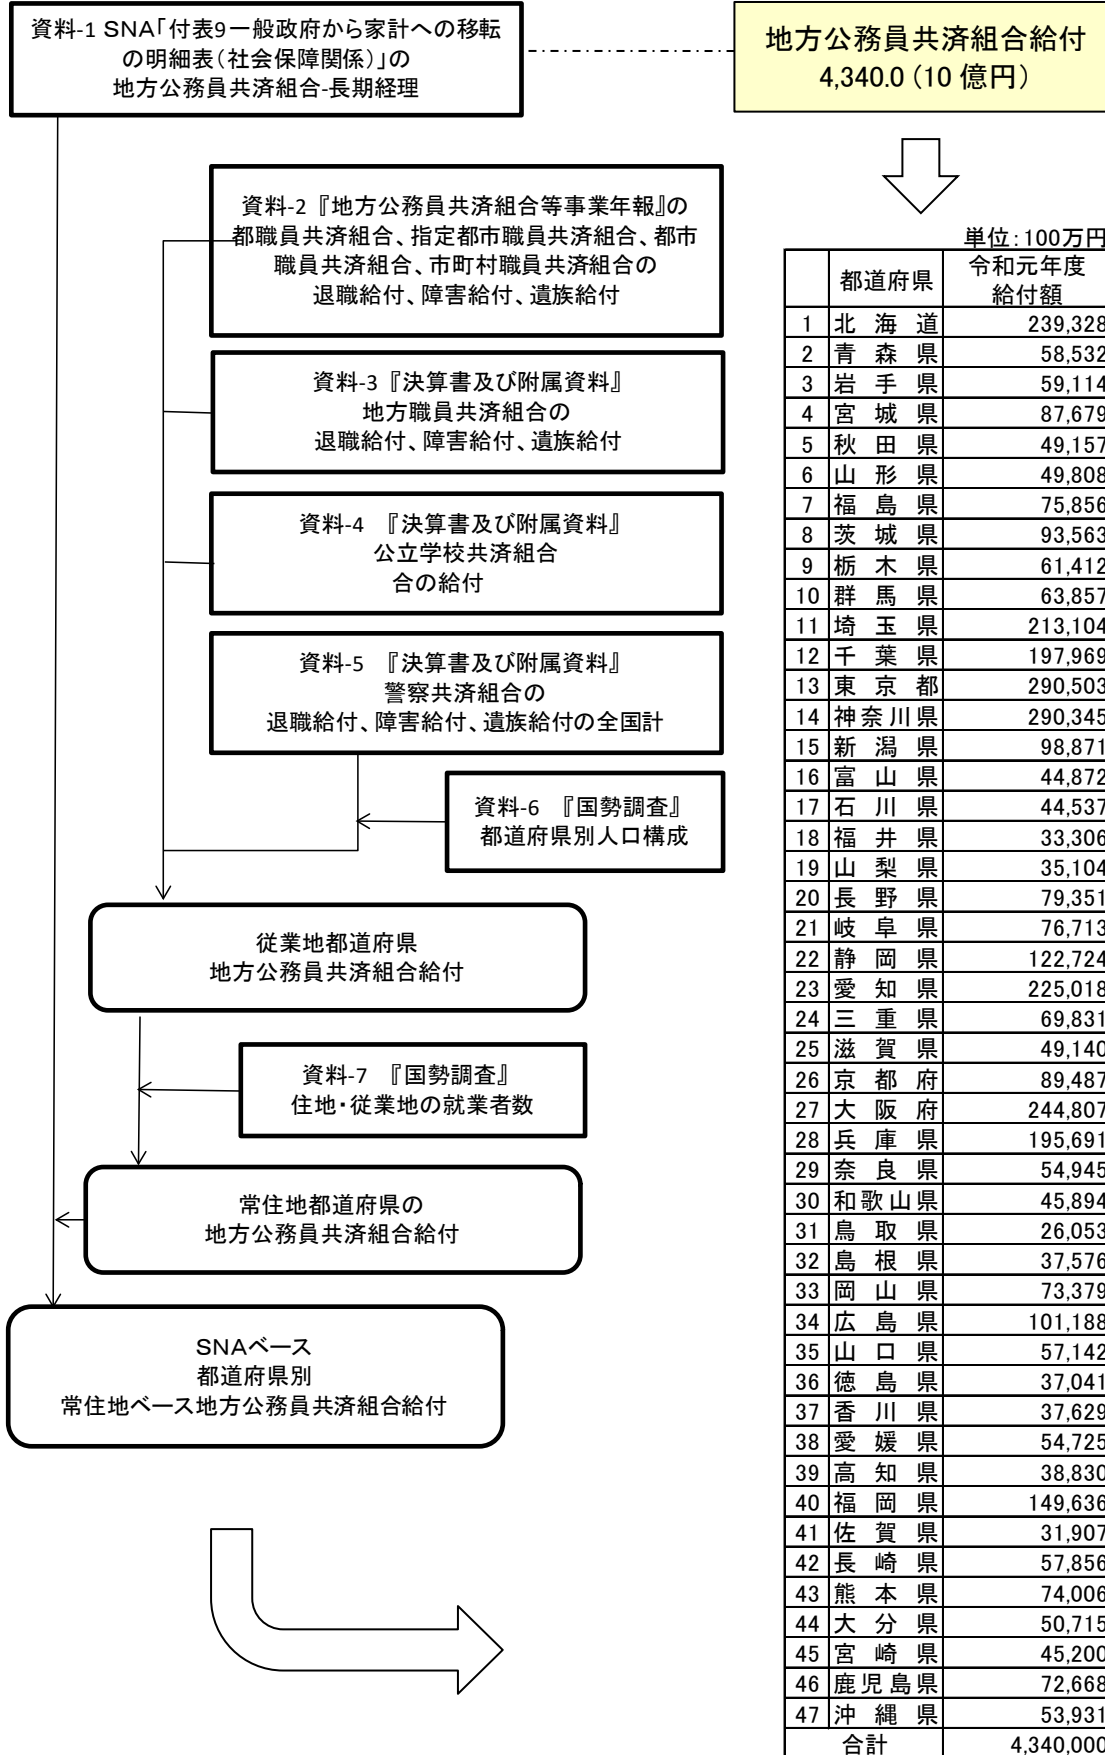 資料-1 SNA「付表9一般政府から家計への移転
の明細表(社会保障関係)」の
地方公務員共済組合-長期経理
地方公務員共済組合給付
4,340.0(10 億円)
資料-2『地方公務員共済組合等事業年報』の
都職員共済組合、指定都市職員共済組合、都市
職員共済組合、市町村職員共済組合の
退職給付、障害給付、遺族給付
資料-3『決算書及び附属資料』
地方職員共済組合の
退職給付、障害給付、遺族給付
資料-4 『決算書及び附属資料』
公立学校共済組合
合の給付
資料-5 『決算書及び附属資料』
警察共済組合の
退職給付、障害給付、遺族給付の全国計
資料-6 『国勢調査』
都道府県別人口構成
従業地都道府県
地方公務員共済組合給付
資料-7 『国勢調査』
住地・従業地の就業者数
常住地都道府県の
地方公務員共済組合給付
SNAベース
都道府県別
常住地ベース地方公務員共済組合給付
単位:100万円
都道府県 令和元年度
給付額
1 北海道 239,328
2 青森県 58,532
3 岩手県 59,114
4 宮城県 87,679
5 秋田県 49,157
6 山形県 49,808
7 福島県 75,856
8 茨城県 93,563
9 栃木県 61,412
10 群馬県 63,857
11 埼玉県 213,104
12 千葉県 197,969
13 東京都 290,503
14 神奈川県 290,345
15 新潟県 98,871
16 富山県 44,872
17 石川県 44,537
18 福井県 33,306
19 山梨県 35,104
20 長野県 79,351
21 岐阜県 76,713
22 静岡県 122,724
23 愛知県 225,018
24 三重県 69,831
25 滋賀県 49,140
26 京都府 89,487
27 大阪府 244,807
28 兵庫県 195,691
29 奈良県 54,945
30 和歌山県 45,894
31 鳥取県 26,053
32 島根県 37,576
33 岡山県 73,379
34 広島県 101,188
35 山口県 57,142
36 徳島県 37,041
37 香川県 37,629
38 愛媛県 54,725
39 高知県 38,830
40 福岡県 149,636
41 佐賀県 31,907
42 長崎県 57,856
43 熊本県 74,006
44 大分県 50,715
45 宮崎県 45,200
46 鹿児島県 72,668
47 沖縄県 53,931
合計 4,340,000